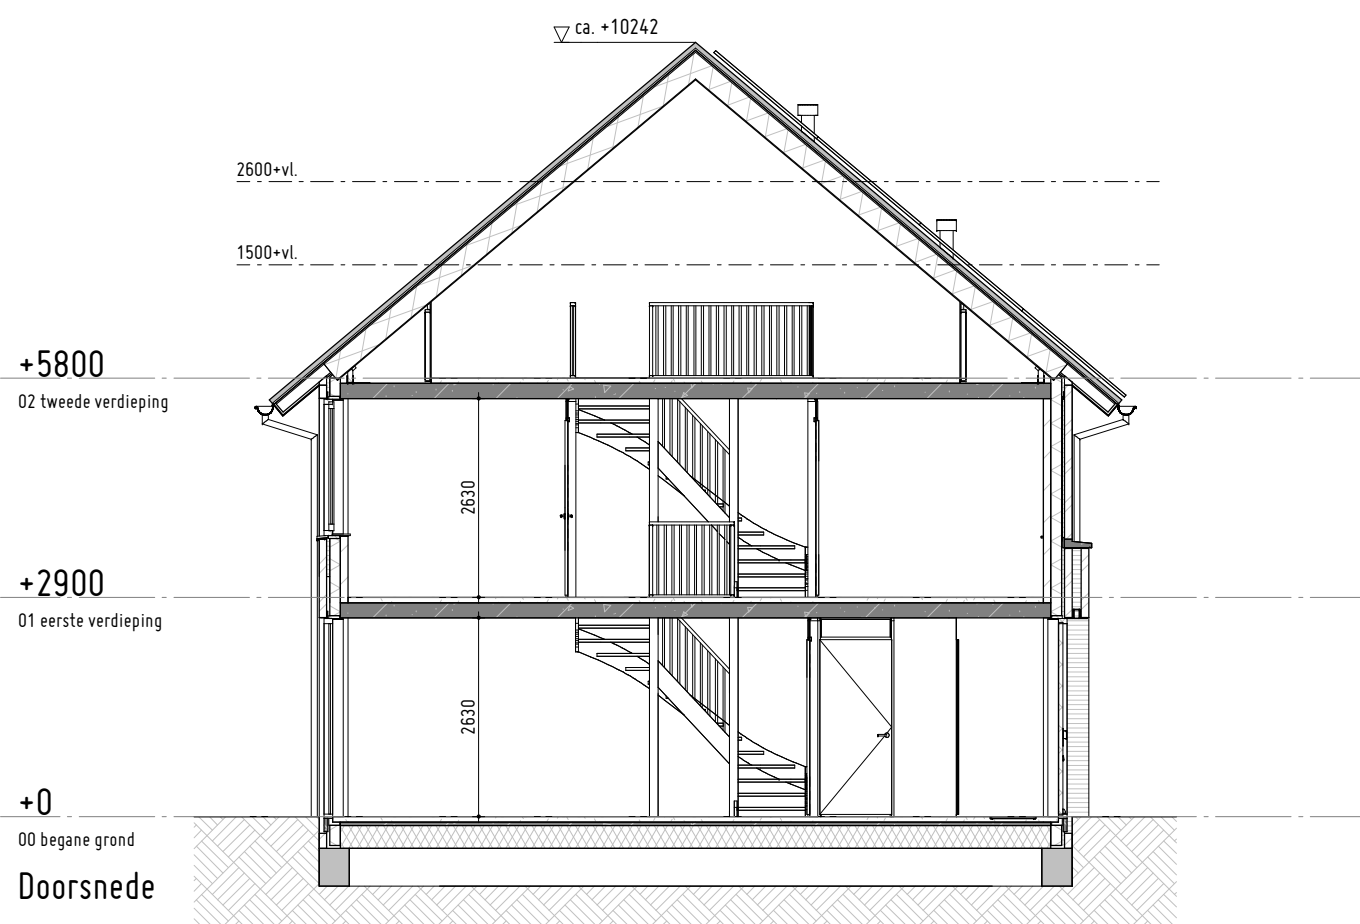 ca. +10242
2600+vl.
1500+vl.
+5800
02 tweede verdieping
2630
+2900
01 eerste verdieping
2630
+0
00 begane grond
Doorsnede